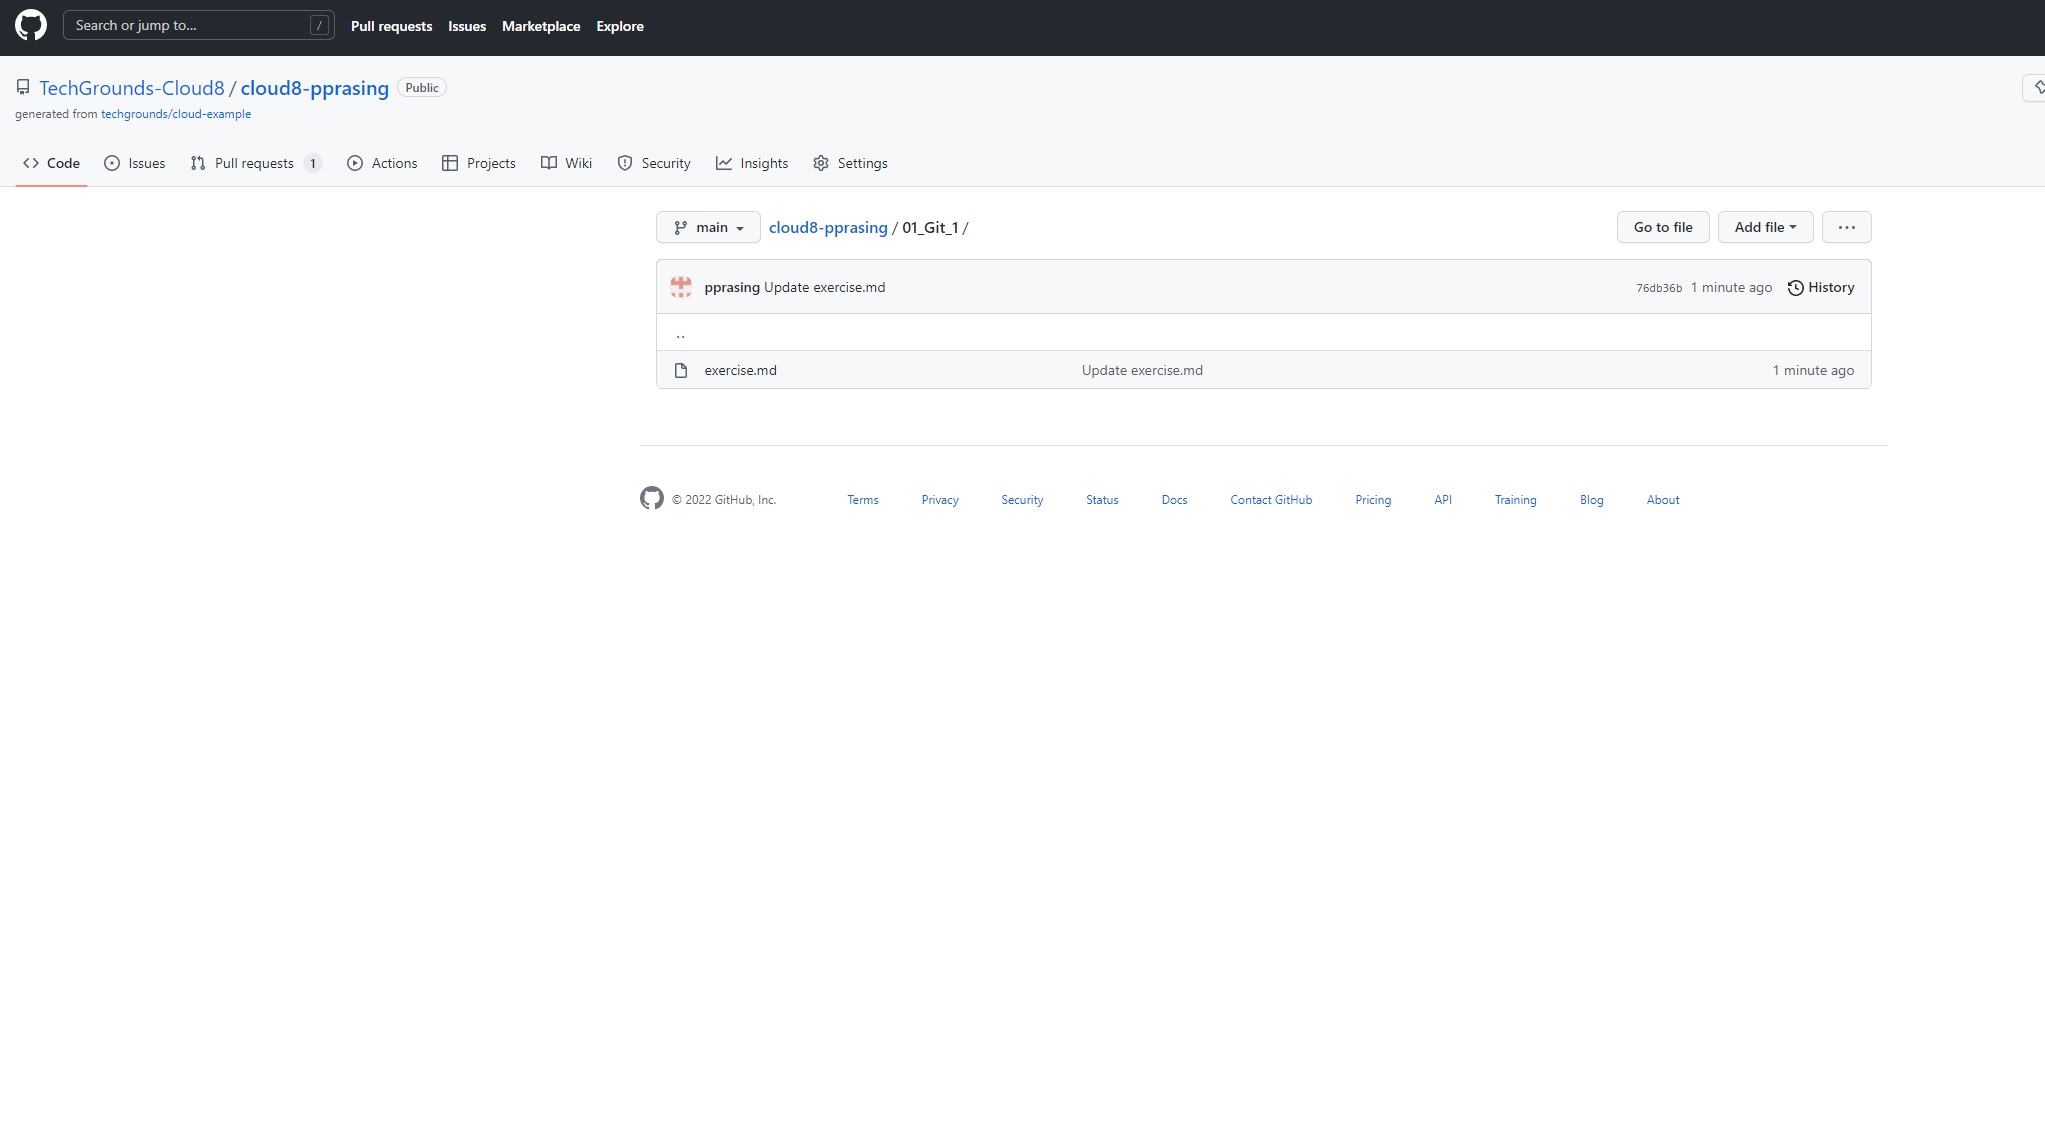 Search or jump to... / Pull requests Issues Marketplace Explore
TechGrounds-Cloud8 / cloud8-pprasing Public
generated from techgrounds/cloud-example
Code Issues Pull requests 1 Actions Projects Wiki Security Insights Settings
main cloud8-pprasing / 01_Git_1 / Go to file Add file ...
pprasing Update exercise.md 76db36b 1 minute ago History
..
exercise.md Update exercise.md 1 minute ago
© 2022 GitHub, Inc. Terms Privacy Security Status Docs Contact GitHub Pricing API Training Blog About